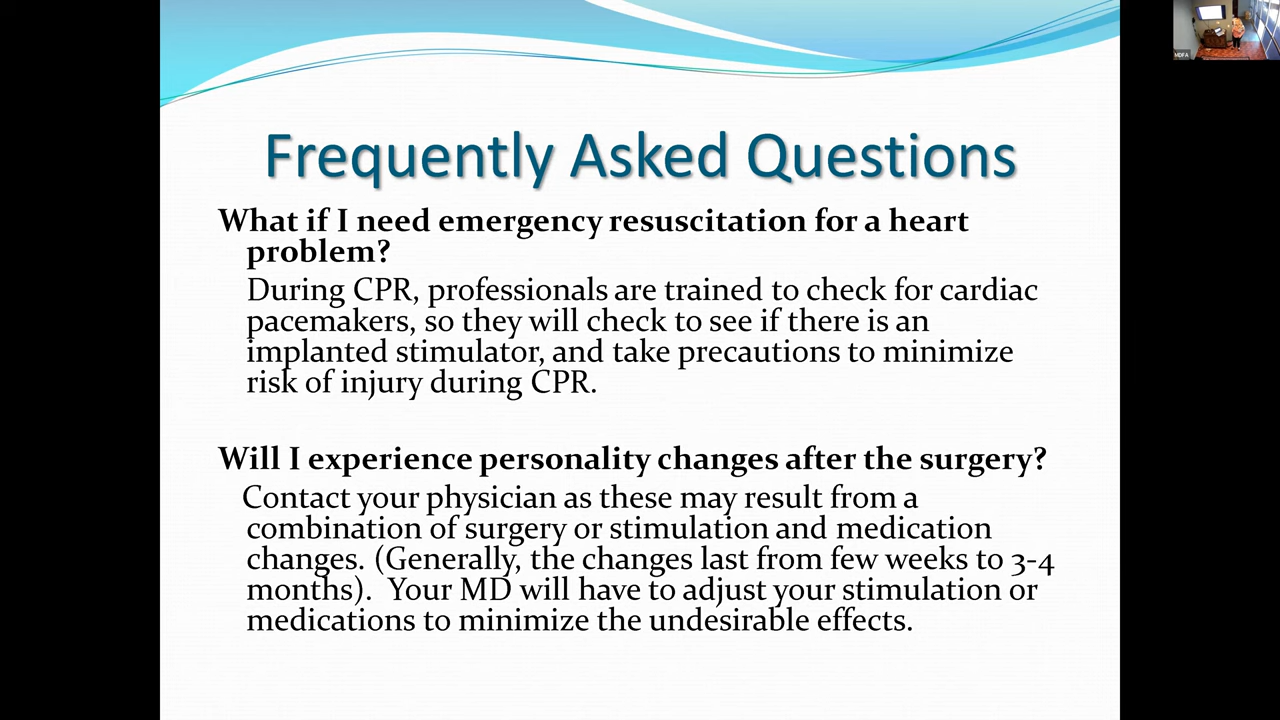 Frequently Asked Questions
What if I need emergency resuscitation for a heart
problem?
During CPR, professionals are trained to check for cardiac
pacemakers, so they will check to see if there is an
implanted stimulator, and take precautions to minimize
risk of injury during CPR.
Will I experience personality changes after the surgery?
Contact your physician as these may result from a
combination of surgery or stimulation and medication
changes. (Generally, the changes last from few weeks to 3-4
months).  Your MD will have to adjust your stimulation or
medications to minimize the undesirable effects.
MDFA